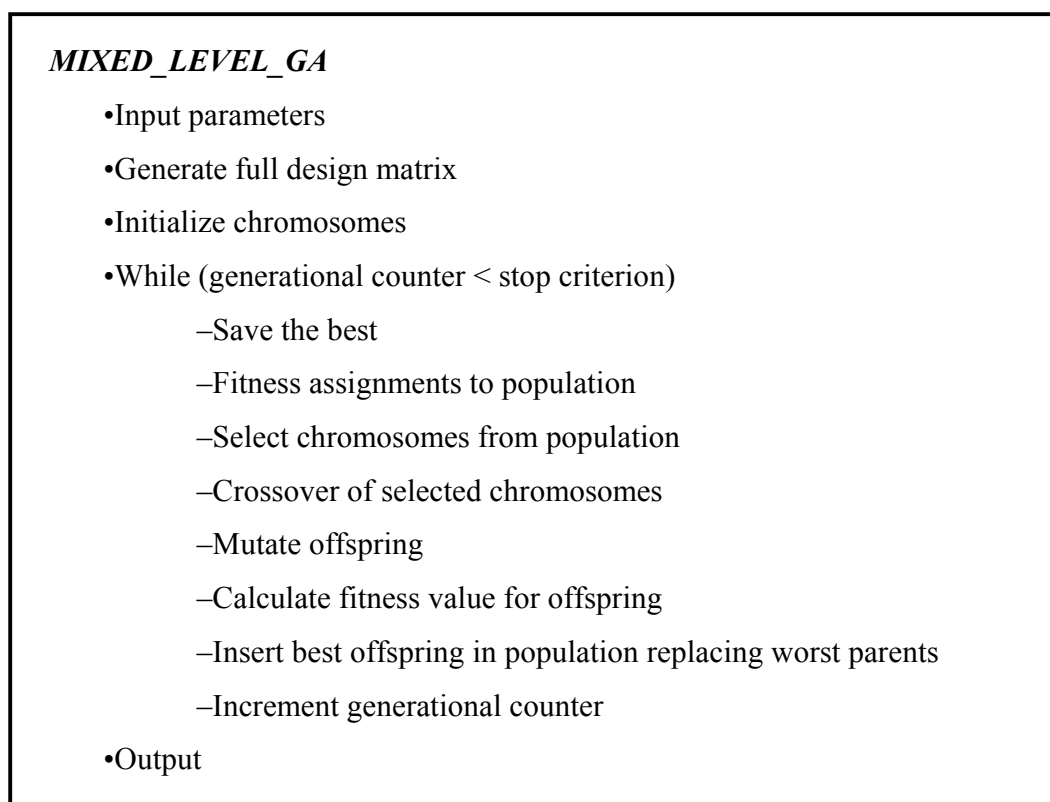 MIXED_LEVEL_GA
•Input parameters
•Generate full design matrix
•Initialize chromosomes
•While (generational counter < stop criterion)
–Save the best
–Fitness assignments to population
–Select chromosomes from population
–Crossover of selected chromosomes
–Mutate offspring
–Calculate fitness value for offspring
–Insert best offspring in population replacing worst parents
–Increment generational counter
•Output